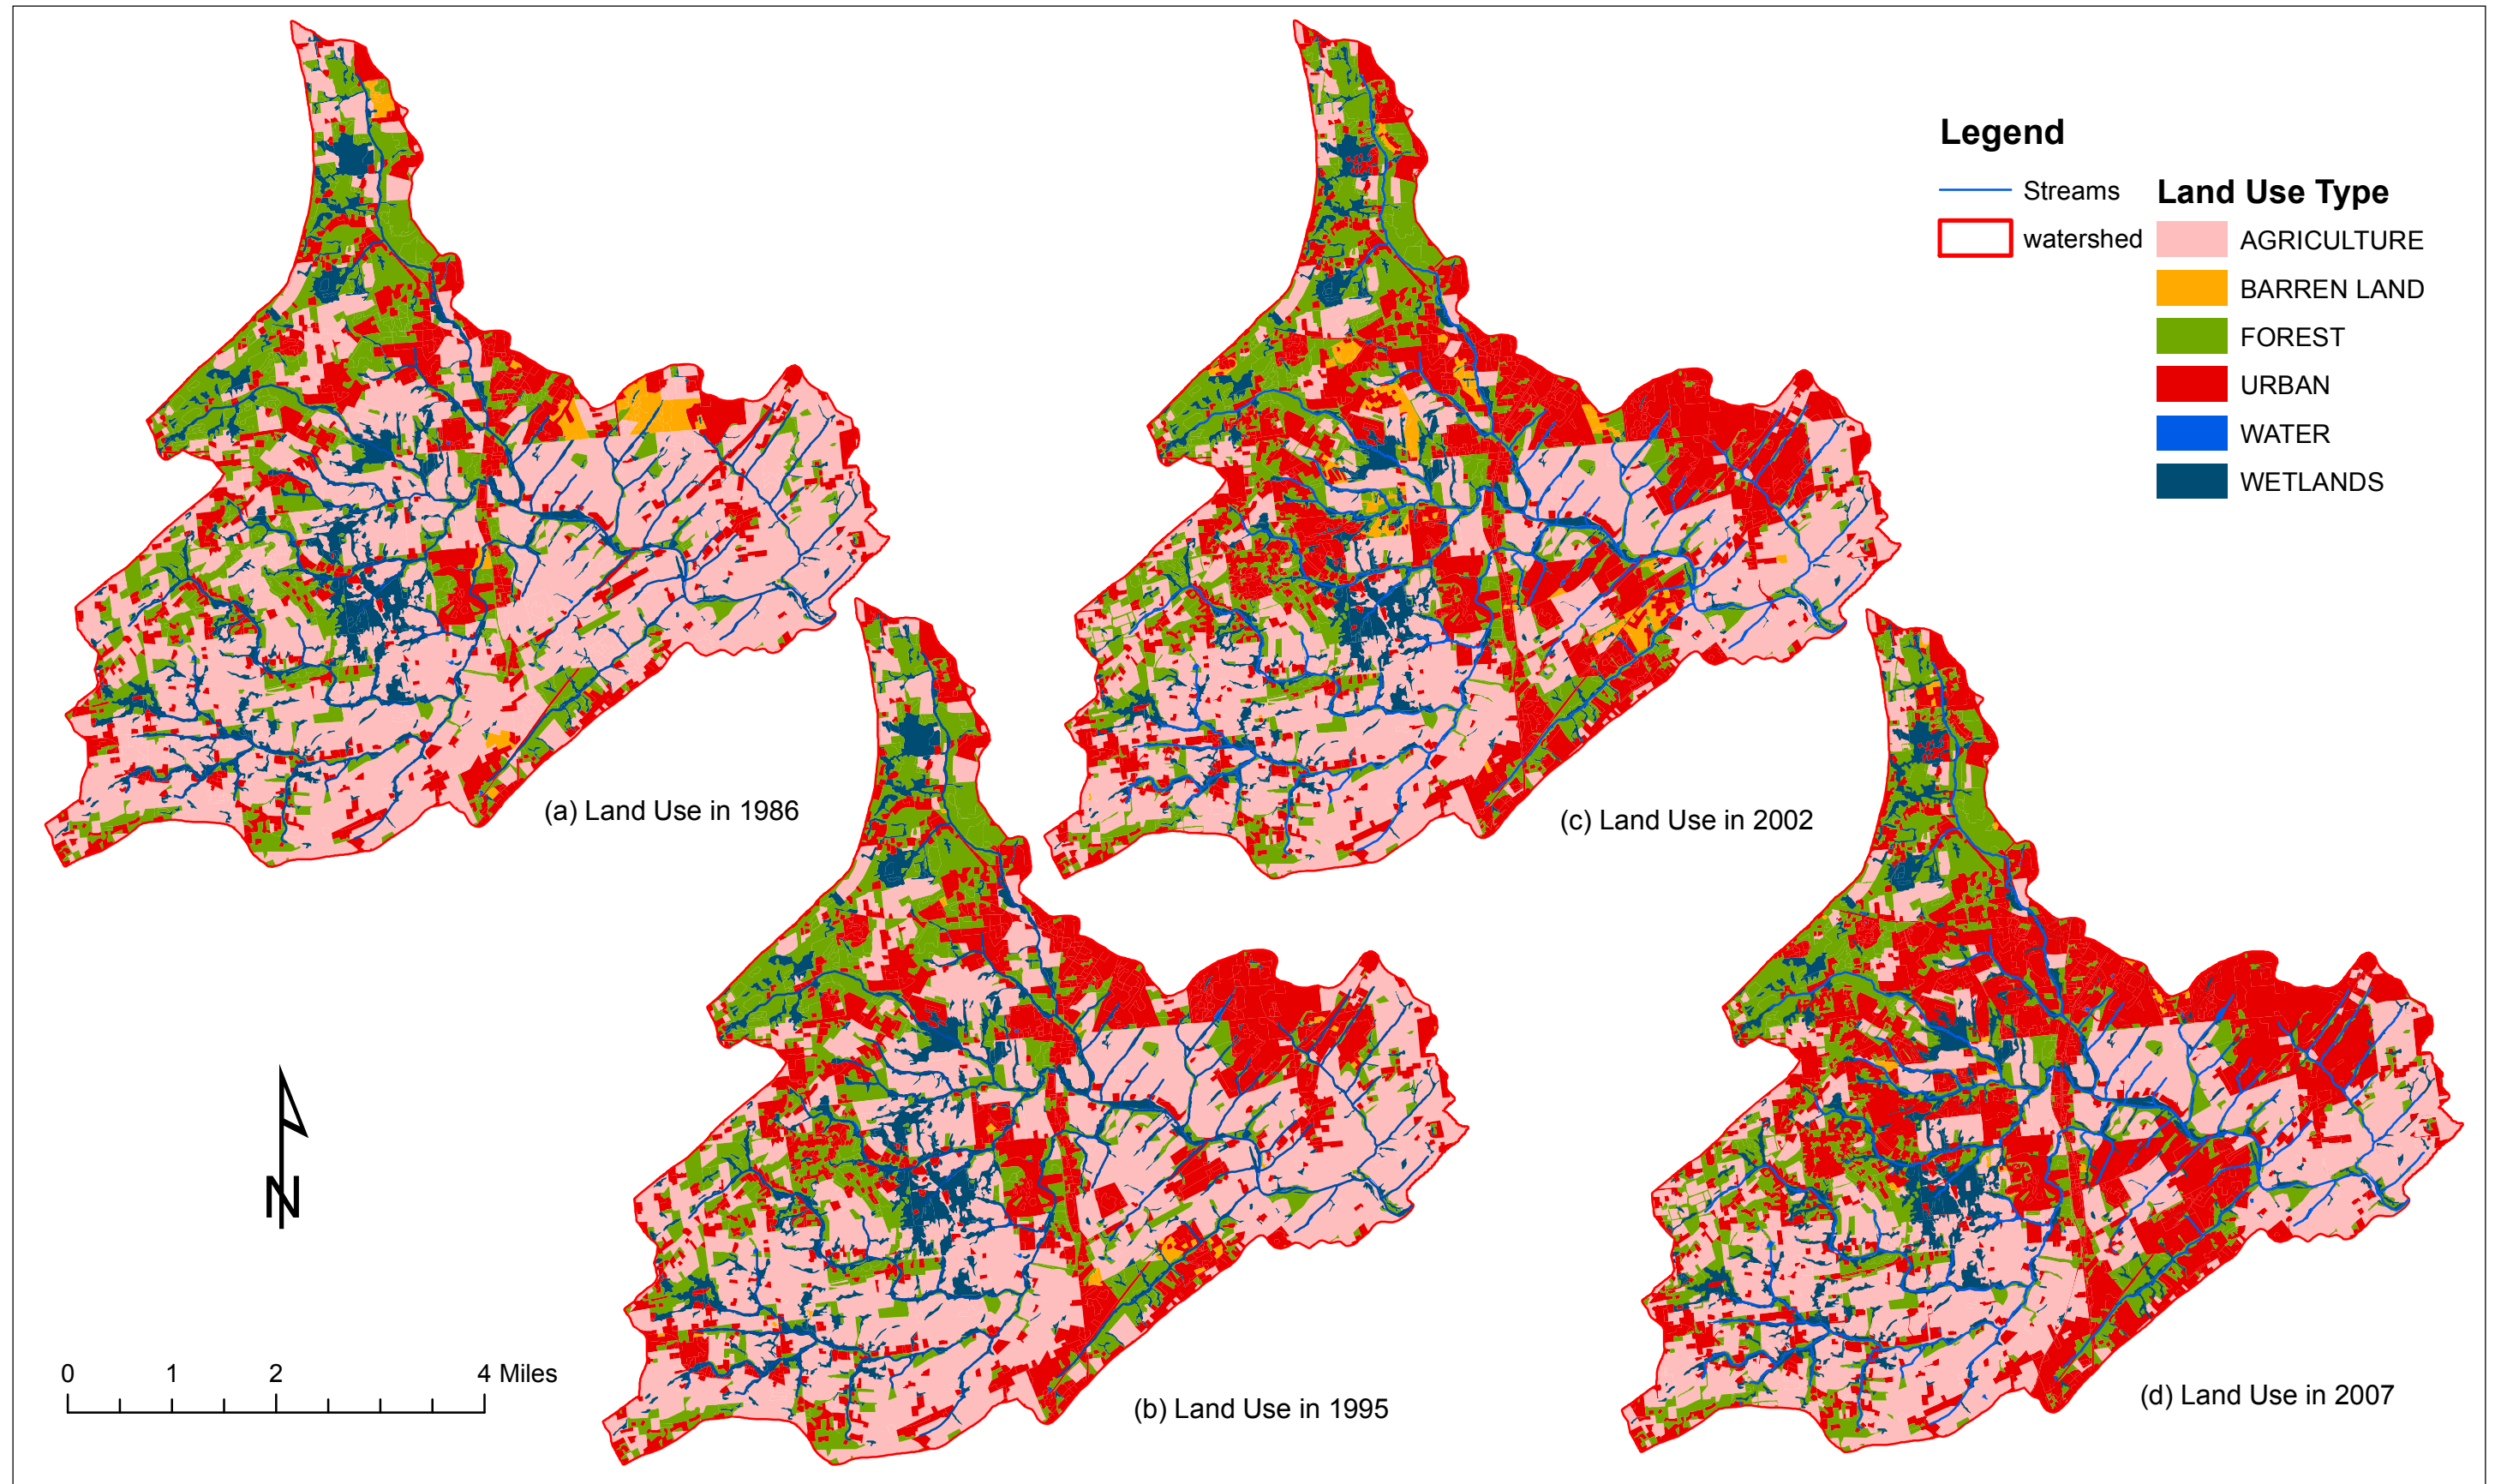 Legend
Streams
watershed
Land Use Type
AGRICULTURE
BARREN LAND
FOREST
URBAN
WATER
WETLANDS
(a) Land Use in 1986
(c) Land Use in 2002
(b) Land Use in 1995
(d) Land Use in 2007
N
0 1 2 4 Miles